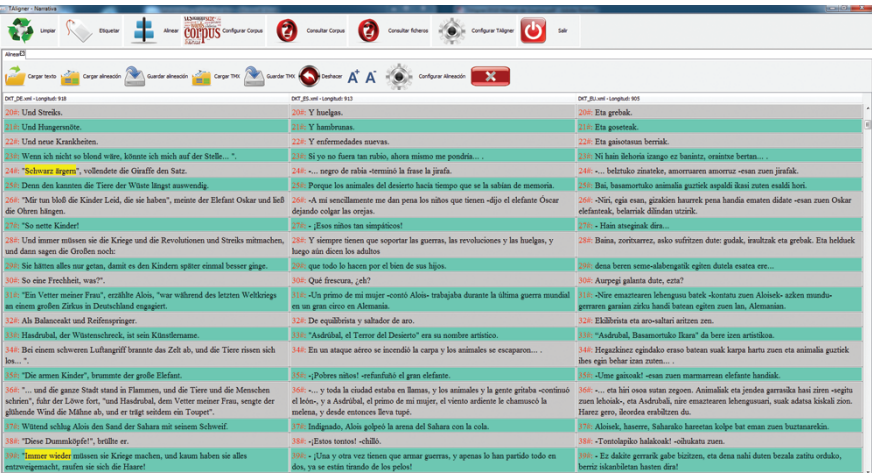 TAligner - Narrativa
Limpiar
Etiquetar
Alinear
corpus
Configurar Corpus
Consultar Corpus
Consultar ficheros
Configurar TAligner
Salir
Alinear
Cargar texto
Cargar alineación
Guardar alineación
Cargar TMX
Guardar TMX
Deshacer
A A
Configurar Alineación
DKT_DE.xml - Longitud: 918
DKT_ES.xml - Longitud: 913
DKT_EU.xml - Longitud: 905
20#: Und Streiks.
20#: Y huelgas.
20#: Eta grebak.
21#: Und Hungersnöte.
21#: Y hambrunas.
21#: Eta goseteak.
22#: Und neue Krankheiten.
22#: Y enfermedades nuevas.
22#: Eta gaisotasun berriak.
23#: Wenn ich nicht so blond wäre, könnte ich mich auf der Stelle... ".
23#: Si yo no fuera tan rubio, ahora mismo me pondría... .
23#: Ni hain ilehoria izango ez banintz, oraintxe bertan... .
24#: "Schwarz ärgern", vollendete die Giraffe den Satz.
24#: -... negro de rabia -terminó la frase la jirafa.
24#: -... belztuko zinateke, amorruaren amorruz -esan zuen jirafak.
25#: Denn den kannten die Tiere der Wüste längst auswendig.
25#: Porque los animales del desierto hacía tiempo que se la sabían de memoria.
25#: Bai, basamortuko animalia guztiek aspaldi ikasi zuten esaldi hori.
26#: "Mir tun bloß die Kinder Leid, die sie haben", meinte der Elefant Oskar und ließ
die Ohren hängen.
26#: -A mí sencillamente me dan pena los niños que tienen -dijo el elefante Óscar
dejando colgar las orejas.
26#: -Niri, egia esan, gizakien haurrek pena handia ematen didate -esan zuen Oskar
elefanteak, belarriak dilindan utzirik.
27#: "So nette Kinder!
27#: - ¡Esos niños tan simpáticos!
27#: - Hain atseginak dira...
28#: Und immer müssen sie die Kriege und die Revolutionen und Streiks mitmachen,
und dann sagen die Großen noch:
28#: Y siempre tienen que soportar las guerras, las revoluciones y las huelgas, y
luego aún dicen los adultos
28#: Baina, zoritxarrez, asko sufritzen dute: gudak, iraultzak eta grebak. Eta helduek
29#: Sie hätten alles nur getan, damit es den Kindern später einmal besser ginge.
29#: que todo lo hacen por el bien de sus hijos.
29#: dena beren seme-alabengatik egiten dutela esatea ere...
30#: So eine Frechheit, was?".
30#: Qué frescura, ¿eh?
30#: Aurpegi galanta dute, ezta?
31#: "Ein Vetter meiner Frau", erzählte Alois, "war während des letzten Weltkriegs
an einem großen Zirkus in Deutschland engagiert.
31#: -Un primo de mi mujer -contó Alois- trabajaba durante la última guerra mundial
en un gran circo en Alemania.
31#: -Nire emaztearen lehengusu batek -kontatu zuen Aloisek- azken mundu-
gerraren garaian zirku handi batean egiten zuen lan, Alemanian.
32#: Als Balanceakt und Reifenspringer.
32#: De equilibrista y saltador de aro.
32#: Ekilibrista eta aro-saltari aritzen zen.
33#: Hasdrubal, der Wüstenschreck, ist sein Künstlername.
33#: "Asdrúbal, el Terror del Desierto" era su nombre artístico.
33#: "Asdrubal, Basamortuko Ikara" da bere izen artistikoa.
34#: Bei einem schweren Luftangriff brannte das Zelt ab, und die Tiere rissen sich
los... ".
34#: En un ataque aéreo se incendió la carpa y los animales se escaparon... .
34#: Hegazkinez egindako eraso batean suak karpa hartu zuen eta animalia guztiek
ihes egin behar izan zuten... .
35#: "Die armen Kinder", brummte der große Elefant.
35#: -¡Pobres niños! -refunfuñó el gran elefante.
35#: -Ume gaixoak! -esan zuen marmarrean elefante handiak.
36#: "... und die ganze Stadt stand in Flammen, und die Tiere und die Menschen
schrien", fuhr der Löwe fort, "und Hasdrubal, dem Vetter meiner Frau, sengte der
glühende Wind die Mähne ab, und er trägt seitdem ein Toupet".
36#: -... y toda la ciudad estaba en llamas, y los animales y la gente gritaba -continuó
el león-, y a Asdrúbal, el primo de mi mujer, el viento ardiente le chamuscó la
melena, y desde entonces lleva tupé.
36#: -... eta hiri osoa sutan zegoen. Animaliak eta jendea garrasika hasi ziren -segitu
zuen lehoiak-, eta Asdrubali, nire emaztearen lehengusuari, suak adatsa kiskali zion.
Harez gero, ileordea erabiltzen du.
37#: Wütend schlug Alois den Sand der Sahara mit seinem Schweif.
37#: Indignado, Alois golpeó la arena del Sahara con la cola.
37#: Aloisek, haserre, Saharako hareetan kolpe bat eman zuen buztanarekin.
38#: "Diese Dummköpfe!", brüllte er.
38#: -¡Estos tontos! -chilló.
38#: -Tontolapiko halakoak! -oihukatu zuen.
39#: "Immer wieder müssen sie Kriege machen, und kaum haben sie alles
entzweigemacht, raufen sie sich die Haare!
39#: - ¡Una y otra vez tienen que armar guerras, y apenas lo han partido todo en
dos, ya se están tirando de los pelos!
39#: - Ez dakite gerrarik gabe bizitzen, eta dena nahi duten bezala zatitu orduko,
berriz iskanbiletan hasten dira!